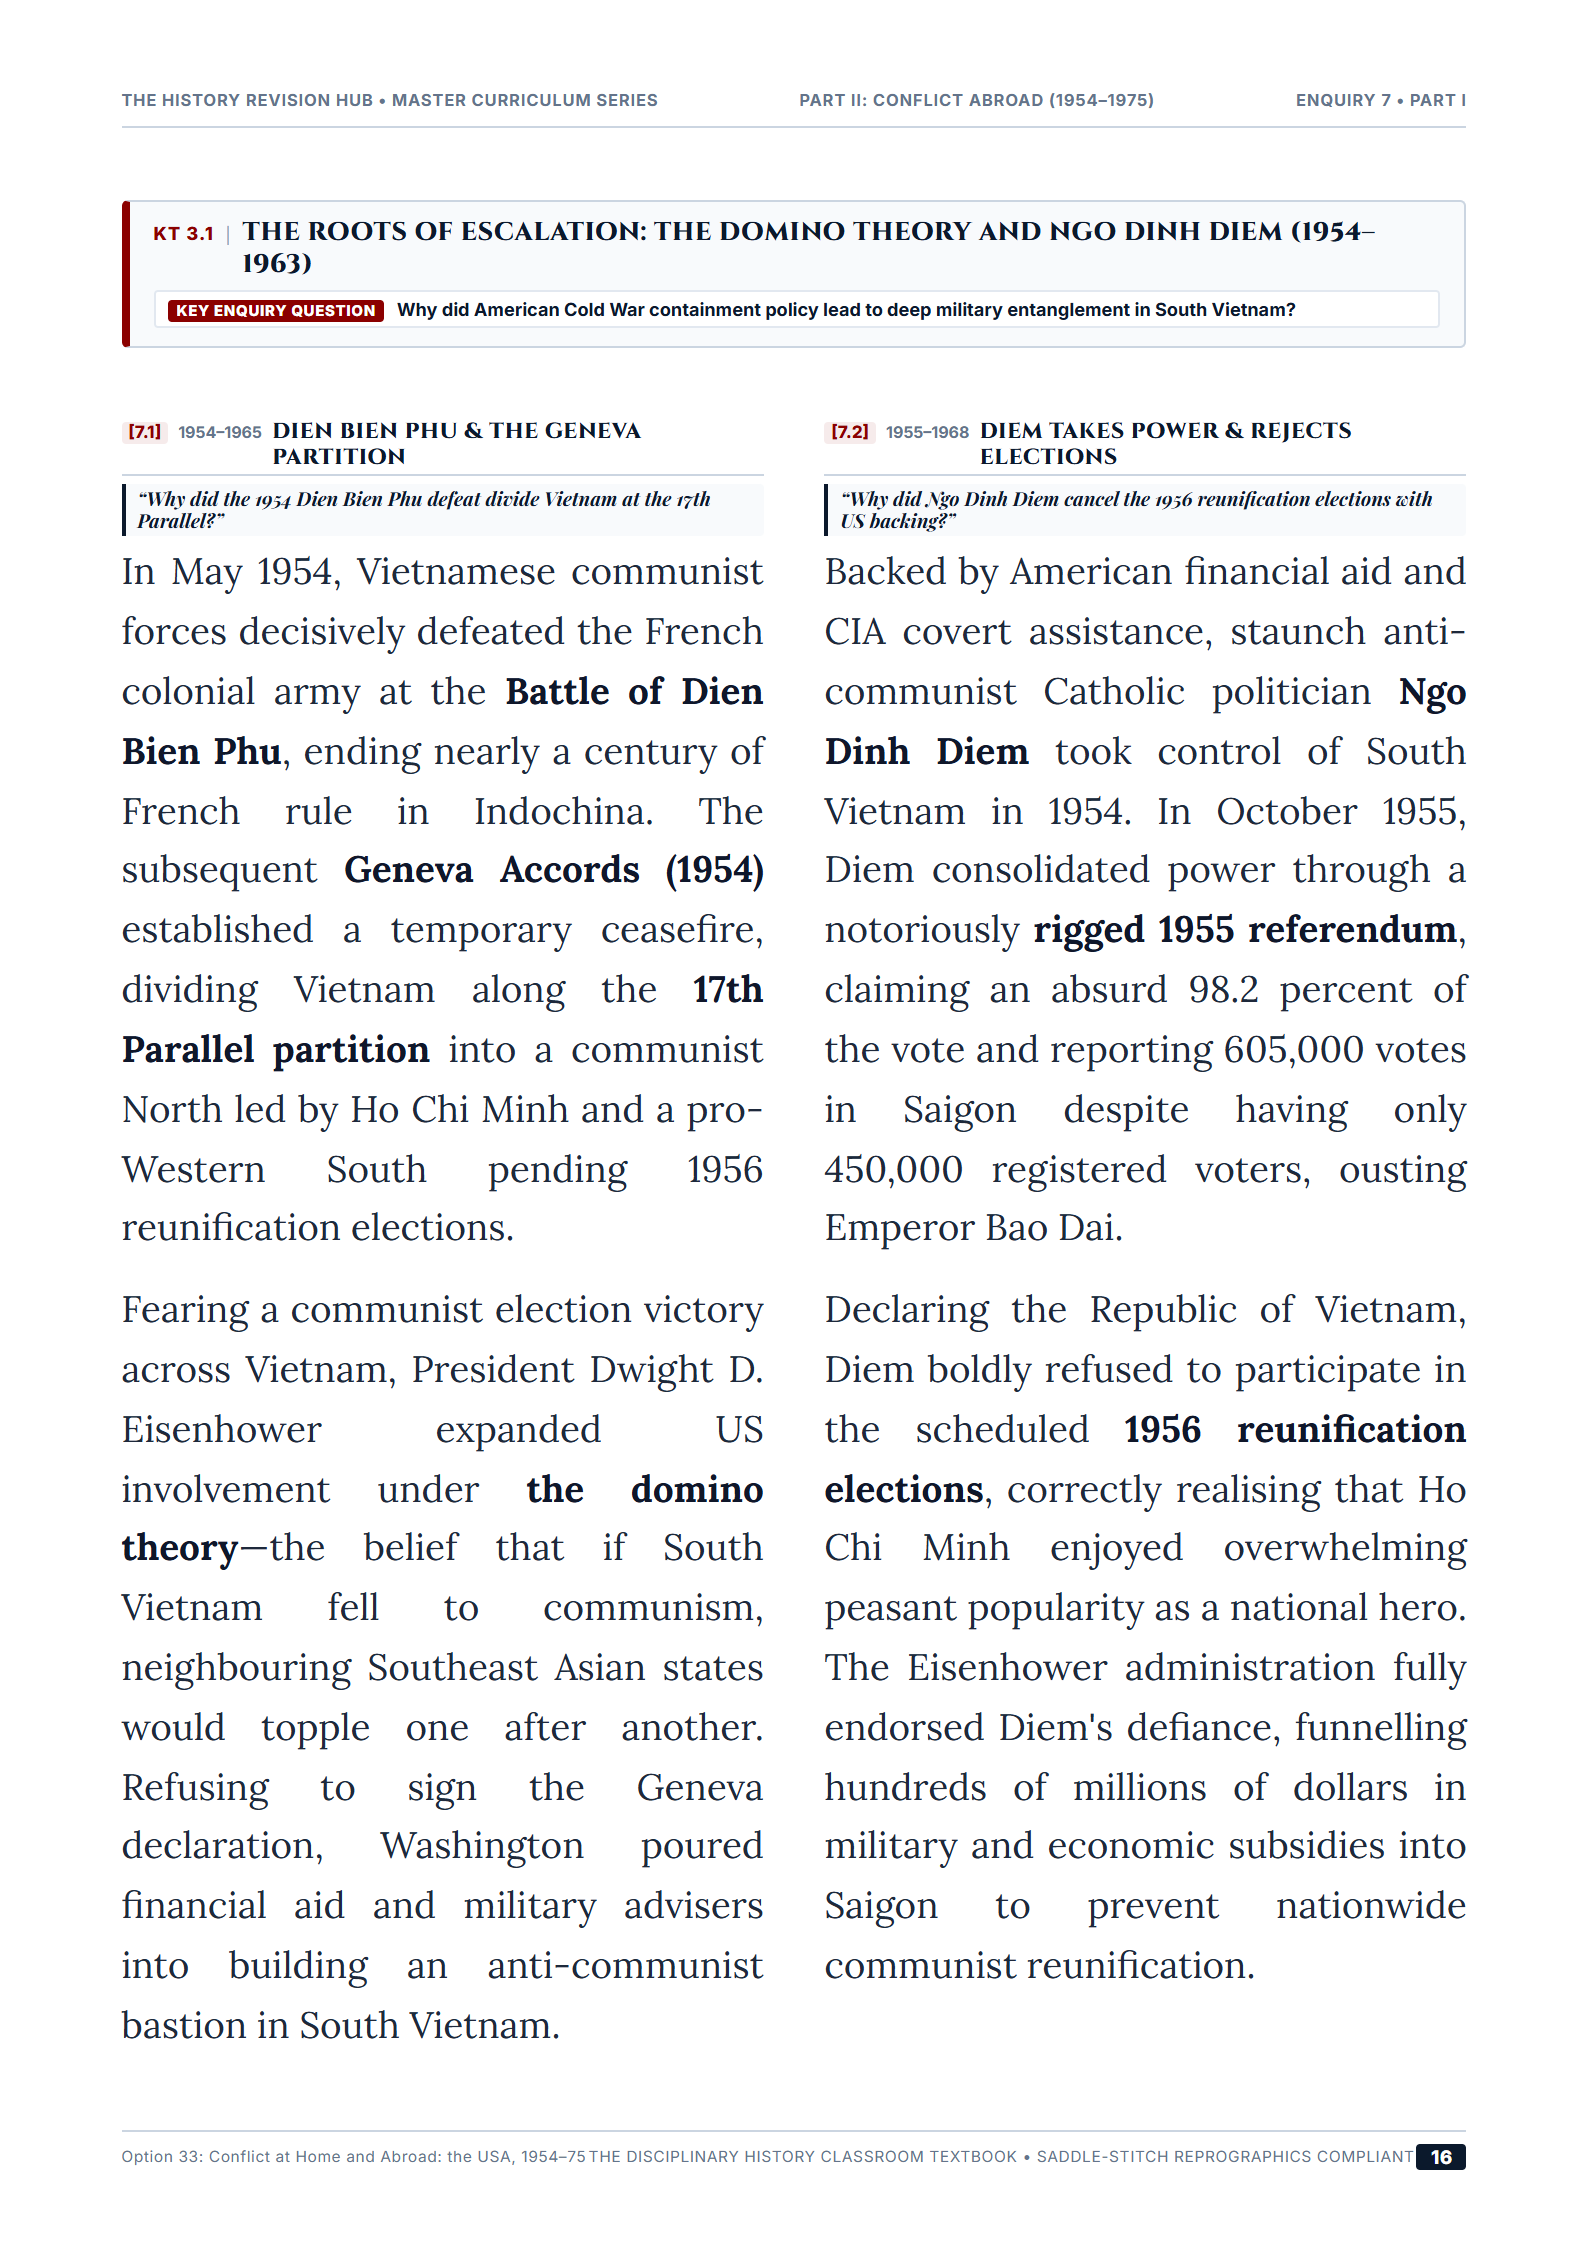 THE HISTORY REVISION HUB • MASTER CURRICULUM SERIES
PART II: CONFLICT ABROAD (1954–1975)
ENQUIRY 7 • PART I
KT 3.1 | THE ROOTS OF ESCALATION: THE DOMINO THEORY AND NGO DINH DIEM (1954–
1963)
KEY ENQUIRY QUESTION Why did American Cold War containment policy lead to deep military entanglement in South Vietnam?
[7.1] 1954–1965 DIEN BIEN PHU & THE GENEVA
PARTITION
“Why did the 1954 Dien Bien Phu defeat divide Vietnam at the 17th
Parallel?”
In May 1954, Vietnamese communist
forces decisively defeated the French
colonial army at the Battle of Dien
Bien Phu, ending nearly a century of
French rule in Indochina. The
subsequent Geneva Accords (1954)
established a temporary ceasefire,
dividing Vietnam along the 17th
Parallel partition into a communist
North led by Ho Chi Minh and a pro-
Western South pending 1956
reunification elections.
Fearing a communist election victory
across Vietnam, President Dwight D.
Eisenhower expanded US
involvement under the domino
theory—the belief that if South
Vietnam fell to communism,
neighbouring Southeast Asian states
would topple one after another.
Refusing to sign the Geneva
declaration, Washington poured
financial aid and military advisers
into building an anti-communist
bastion in South Vietnam.
[7.2] 1955–1968 DIEM TAKES POWER & REJECTS
ELECTIONS
“Why did Ngo Dinh Diem cancel the 1956 reunification elections with
US backing?”
Backed by American financial aid and
CIA covert assistance, staunch anti-
communist Catholic politician Ngo
Dinh Diem took control of South
Vietnam in 1954. In October 1955,
Diem consolidated power through a
notoriously rigged 1955 referendum,
claiming an absurd 98.2 percent of
the vote and reporting 605,000 votes
in Saigon despite having only
450,000 registered voters, ousting
Emperor Bao Dai.
Declaring the Republic of Vietnam,
Diem boldly refused to participate in
the scheduled 1956 reunification
elections, correctly realising that Ho
Chi Minh enjoyed overwhelming
peasant popularity as a national hero.
The Eisenhower administration fully
endorsed Diem's defiance, funnelling
hundreds of millions of dollars in
military and economic subsidies into
Saigon to prevent nationwide
communist reunification.
Option 33: Conflict at Home and Abroad: the USA, 1954–75 THE DISCIPLINARY HISTORY CLASSROOM TEXTBOOK • SADDLE-STITCH REPROGRAPHICS COMPLIANT 16